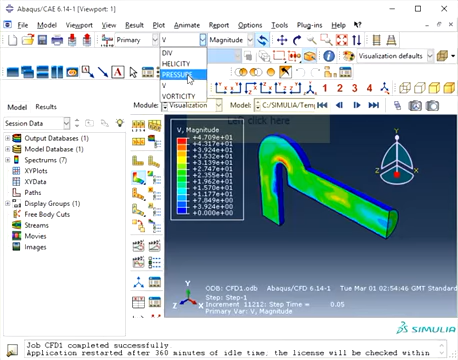 Abaqus/CAE 6.14-1 [Viewport: 1]
File Model Viewport View Result Plot Animate Report Options Tools Plug-ins Help
Primary V Magnitude
DIV
HELICITY
PRESSURE
V
VORTICITY
Visualization defaults
Left click here
Model Results
Module: Visualization Model: C:/SIMULIA/Temp
Session Data
Output Databases (1)
Model Database (1)
Spectrums (7)
XYPlots
XYData
Paths
Display Groups (1)
Free Body Cuts
Streams
Movies
Images
V, Magnitude
+4.709e+01
+4.317e+01
+3.924e+01
+3.532e+01
+3.139e+01
+2.747e+01
+2.355e+01
+1.962e+01
+1.570e+01
+1.177e+01
+7.849e+00
+3.924e+00
+0.000e+00
Y
Z X
Y
Z X
ODB: CFD1.odb Abaqus/CFD 6.14-1 Tue Mar 01 02:54:46 GMT Standard
Step: Step-1
Increment 11212: Step Time = 0.05
Primary Var: V, Magnitude
SIMULIA
Job CFD1 completed successfully
Application restarted after 360 minutes of idle time, the license will be checked within